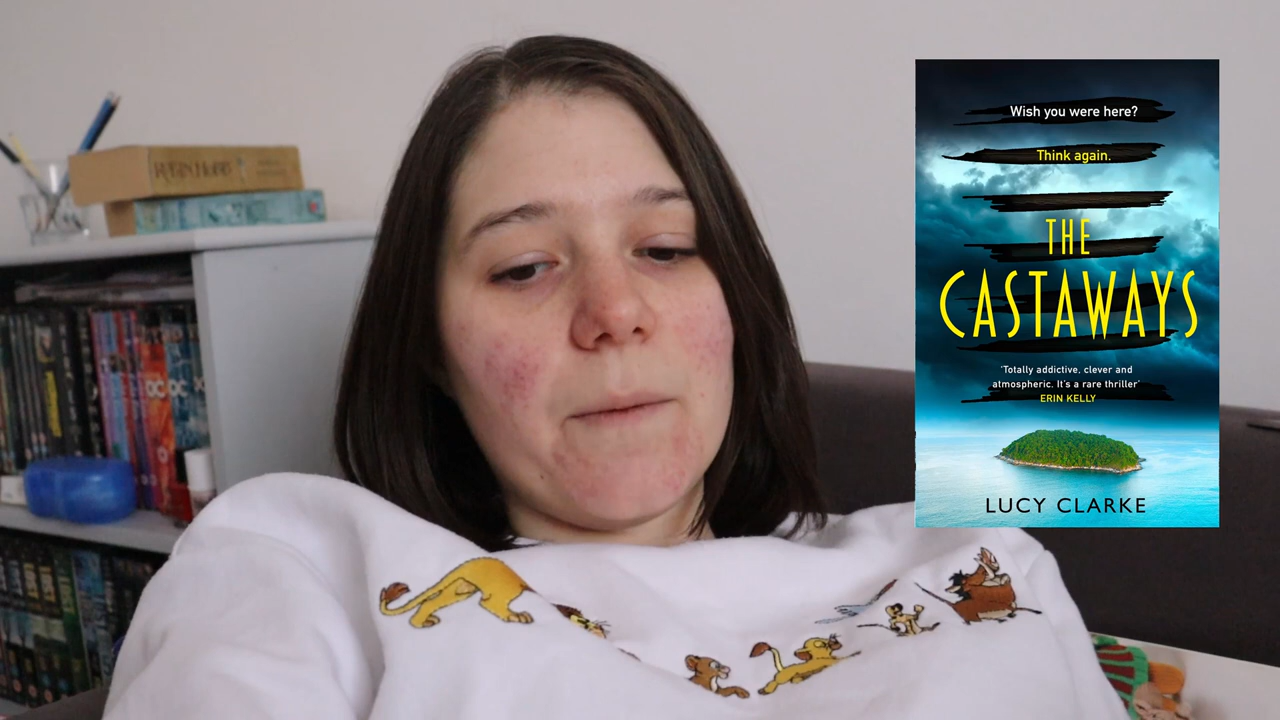 ROBIN HOBB
Wish you were here?
Think again.
THE
CASTAWAYS
'Totally addictive, clever and
atmospheric. It's a rare thriller'
ERIN KELLY
LUCY CLARKE